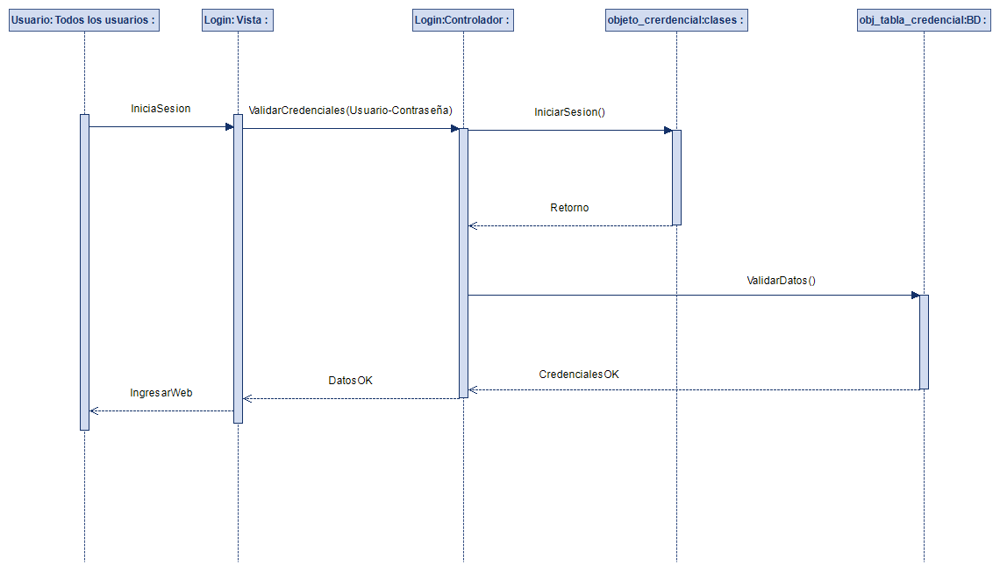 Usuario: Todos los usuarios :
Login: Vista :
Login:Controlador :
objeto_crerdencial:clases :
obj_tabla_credencial:BD :
IniciaSesion
ValidarCredenciales(Usuario-Contraseña)
IniciarSesion()
Retorno
ValidarDatos()
CredencialesOK
DatosOK
IngresarWeb